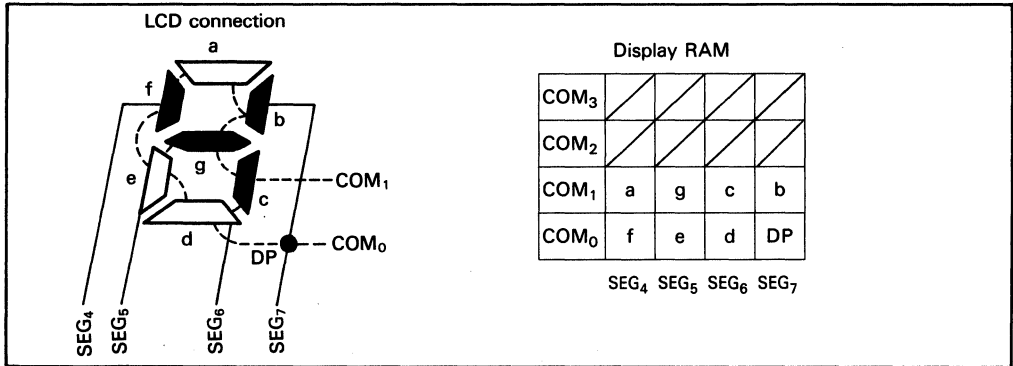 LCD connection
a
f
b
g
e
c
d
COM₁
COM₀
DP
SEG₄
SEG₅
SEG₆
SEG₇
Display RAM
COM₃
COM₂
COM₁ a g c b
COM₀ f e d DP
SEG₄ SEG₅ SEG₆ SEG₇